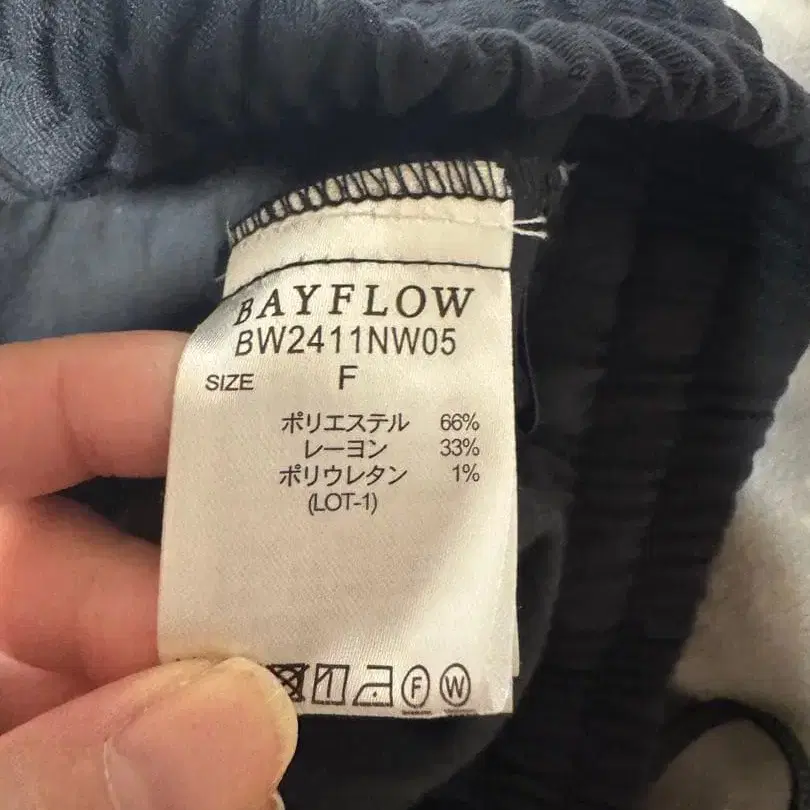 BAYFLOW
BW2411NW05
SIZE F
ポリエステル 66%
レーヨン 33%
ポリウレタン 1%
(LOT-1)
F W